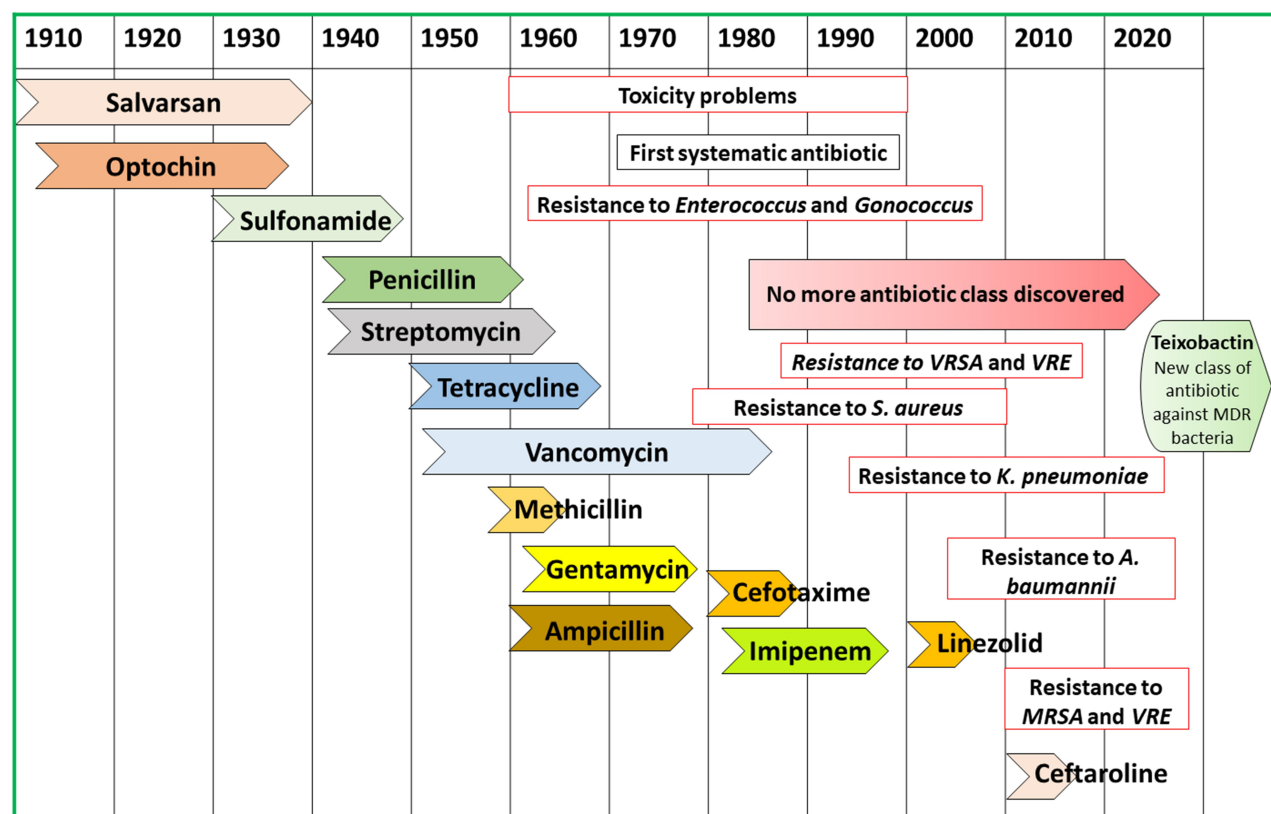 1910 1920 1930 1940 1950 1960 1970 1980 1990 2000 2010 2020
Salvarsan
Toxicity problems
Optochin
First systematic antibiotic
Sulfonamide
Resistance to Enterococcus and Gonococcus
Penicillin
No more antibiotic class discovered
Streptomycin
Teixobactin
New class of
antibiotic
against MDR
bacteria
Resistance to VRSA and VRE
Tetracycline
Resistance to S. aureus
Vancomycin
Resistance to K. pneumoniae
Methicillin
Gentamycin
Resistance to A.
baumannii
Cefotaxime
Ampicillin
Imipenem
Linezolid
Resistance to
MRSA and VRE
Ceftaroline